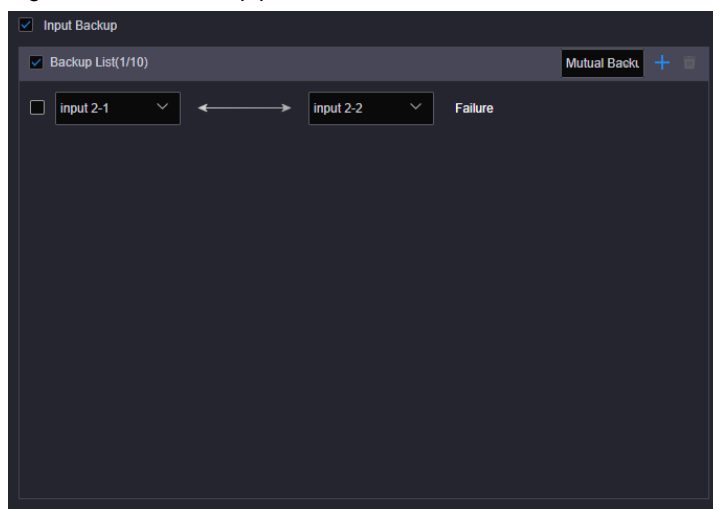 Input Backup
Backup List(1/10) Mutual Backu
input 2-1 input 2-2 Failure